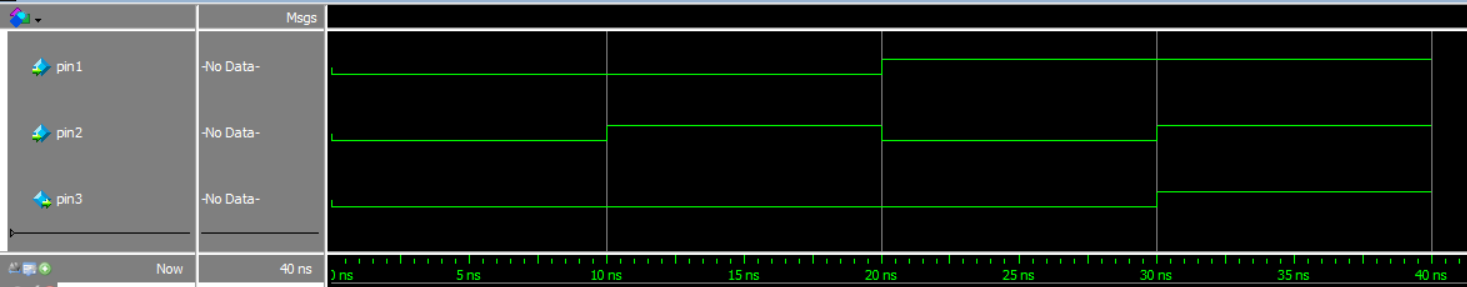 Msgs
pin1 -No Data-
pin2 -No Data-
pin3 -No Data-
Now 40 ns
0 ns 5 ns 10 ns 15 ns 20 ns 25 ns 30 ns 35 ns 40 ns